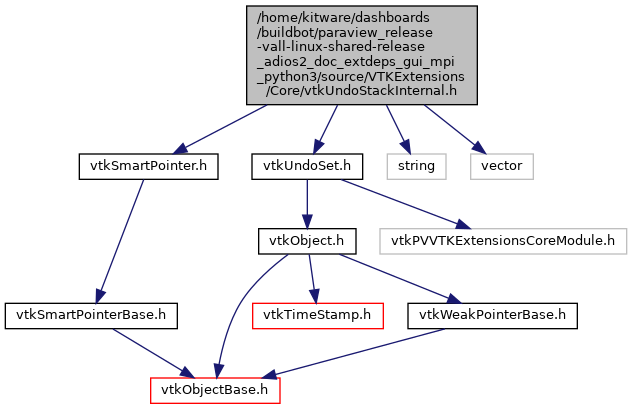 /home/kitware/dashboards
/buildbot/paraview_release
-vall-linux-shared-release
_adios2_doc_extdeps_gui_mpi
_python3/source/VTKExtensions
/Core/vtkUndoStackInternal.h
vtkSmartPointer.h
vtkUndoSet.h
string
vector
vtkObject.h
vtkPVVTKExtensionsCoreModule.h
vtkSmartPointerBase.h
vtkTimeStamp.h
vtkWeakPointerBase.h
vtkObjectBase.h